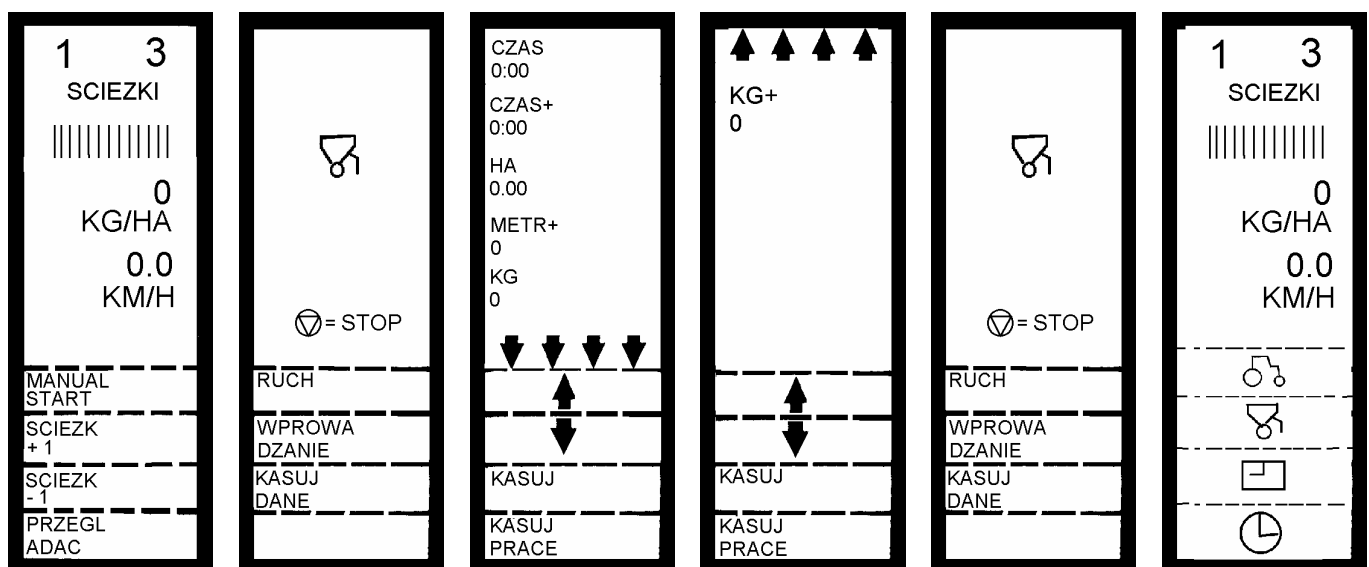 1 3
SCIEZKI
0
KG/HA
0.0
KM/H
MANUAL
START
SCIEZK
+ 1
SCIEZK
- 1
PRZEGL
ADAC
= STOP
RUCH
WPROWA
DZANIE
KASUJ
DANE
CZAS
0:00
CZAS+
0:00
HA
0.00
METR+
0
KG
0
KASUJ
KASUJ
PRACE
KG+
0
KASUJ
KASUJ
PRACE
= STOP
RUCH
WPROWA
DZANIE
KASUJ
DANE
1 3
SCIEZKI
0
KG/HA
0.0
KM/H